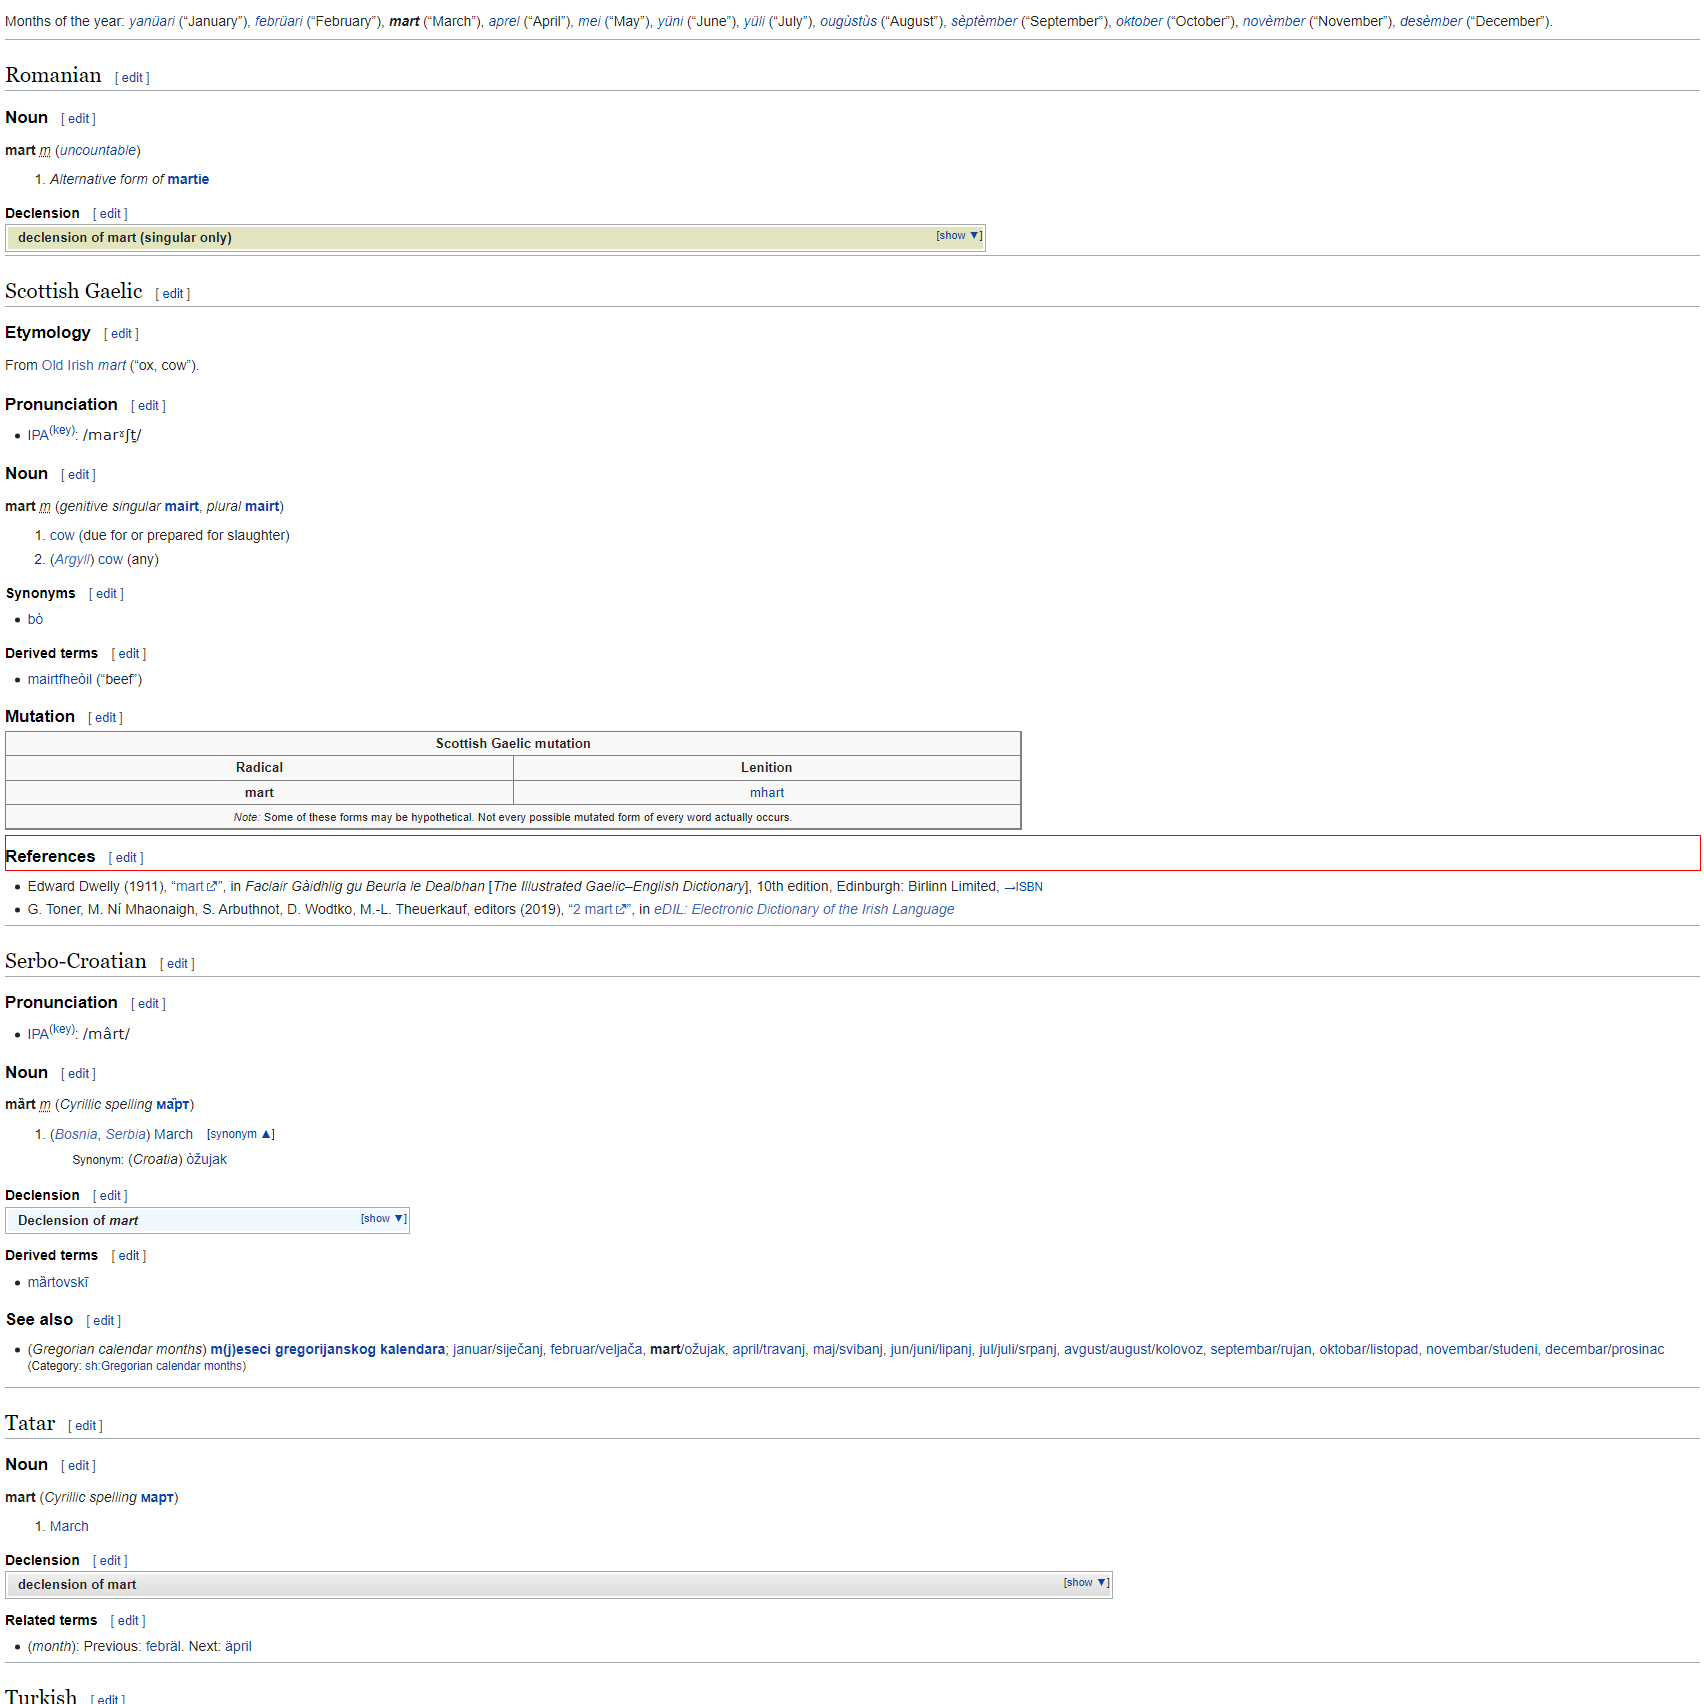 Months of the year: yanüari (“January”), febrüari (“February”), mart (“March”), aprel (“April”), mei (“May”), yüni (“June”), yüli (“July”), ougùstùs (“August”), sèptèmber (“September”), oktober (“October”), novèmber (“November”), desèmber (“December”).
Romanian [ edit ]
Noun [ edit ]
mart m (uncountable)
1. Alternative form of martie
Declension [ edit ]
declension of mart (singular only) [show ▼]
Scottish Gaelic [ edit ]
Etymology [ edit ]
From Old Irish mart (“ox, cow”).
Pronunciation [ edit ]
• IPA(key): /marˠʃt̪/
Noun [ edit ]
mart m (genitive singular mairt, plural mairt)
1. cow (due for or prepared for slaughter)
2. (Argyll) cow (any)
Synonyms [ edit ]
• bò
Derived terms [ edit ]
• mairtfheòil (“beef”)
Mutation [ edit ]
Scottish Gaelic mutation
Radical Lenition
mart mhart
Note: Some of these forms may be hypothetical. Not every possible mutated form of every word actually occurs.
References [ edit ]
• Edward Dwelly (1911), “mart”, in Faclair Gàidhlig gu Beurla le Dealbhan [The Illustrated Gaelic–English Dictionary], 10th edition, Edinburgh: Birlinn Limited, →ISBN
• G. Toner, M. Ní Mhaonaigh, S. Arbuthnot, D. Wodtko, M.-L. Theuerkauf, editors (2019), “2 mart”, in eDIL: Electronic Dictionary of the Irish Language
Serbo-Croatian [ edit ]
Pronunciation [ edit ]
• IPA(key): /mârt/
Noun [ edit ]
mȁrt m (Cyrillic spelling ма̏рт)
1. (Bosnia, Serbia) March [synonym ▲]
Synonym: (Croatia) òžujak
Declension [ edit ]
Declension of mart [show ▼]
Derived terms [ edit ]
• mȁrtovskī
See also [ edit ]
• (Gregorian calendar months) m(j)eseci gregorijanskog kalendara; januar/siječanj, februar/veljača, mart/ožujak, april/travanj, maj/svibanj, jun/juni/lipanj, jul/juli/srpanj, avgust/august/kolovoz, septembar/rujan, oktobar/listopad, novembar/studeni, decembar/prosinac
(Category: sh:Gregorian calendar months)
Tatar [ edit ]
Noun [ edit ]
mart (Cyrillic spelling март)
1. March
Declension [ edit ]
declension of mart [show ▼]
Related terms [ edit ]
• (month): Previous: febräl. Next: äpril
Turkish [ edit ]